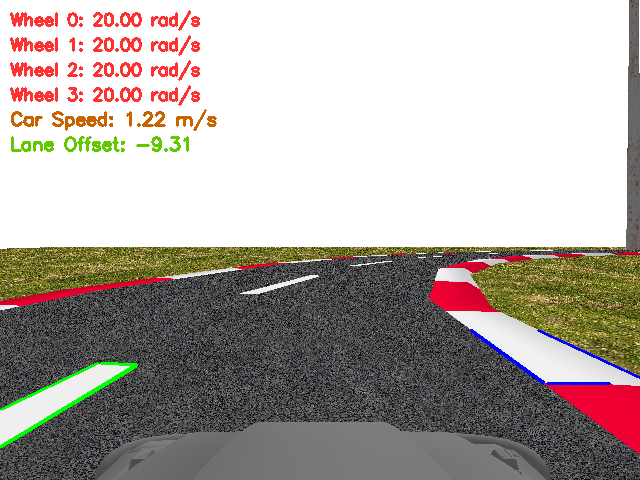 Wheel 0: 20.00 rad/s
Wheel 1: 20.00 rad/s
Wheel 2: 20.00 rad/s
Wheel 3: 20.00 rad/s
Car Speed: 1.22 m/s
Lane Offset: -9.31